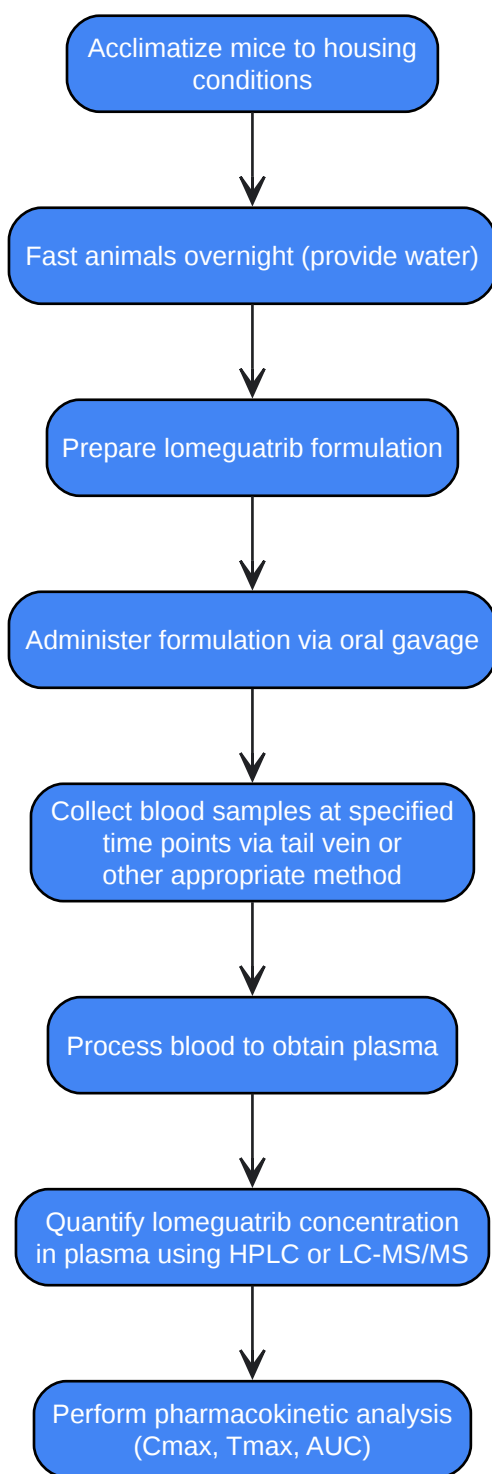 Acclimatize mice to housing
conditions
Fast animals overnight (provide water)
Prepare lomeguatrib formulation
Administer formulation via oral gavage
Collect blood samples at specified
time points via tail vein or
other appropriate method
Process blood to obtain plasma
Quantify lomeguatrib concentration
in plasma using HPLC or LC-MS/MS
Perform pharmacokinetic analysis
(Cmax, Tmax, AUC)